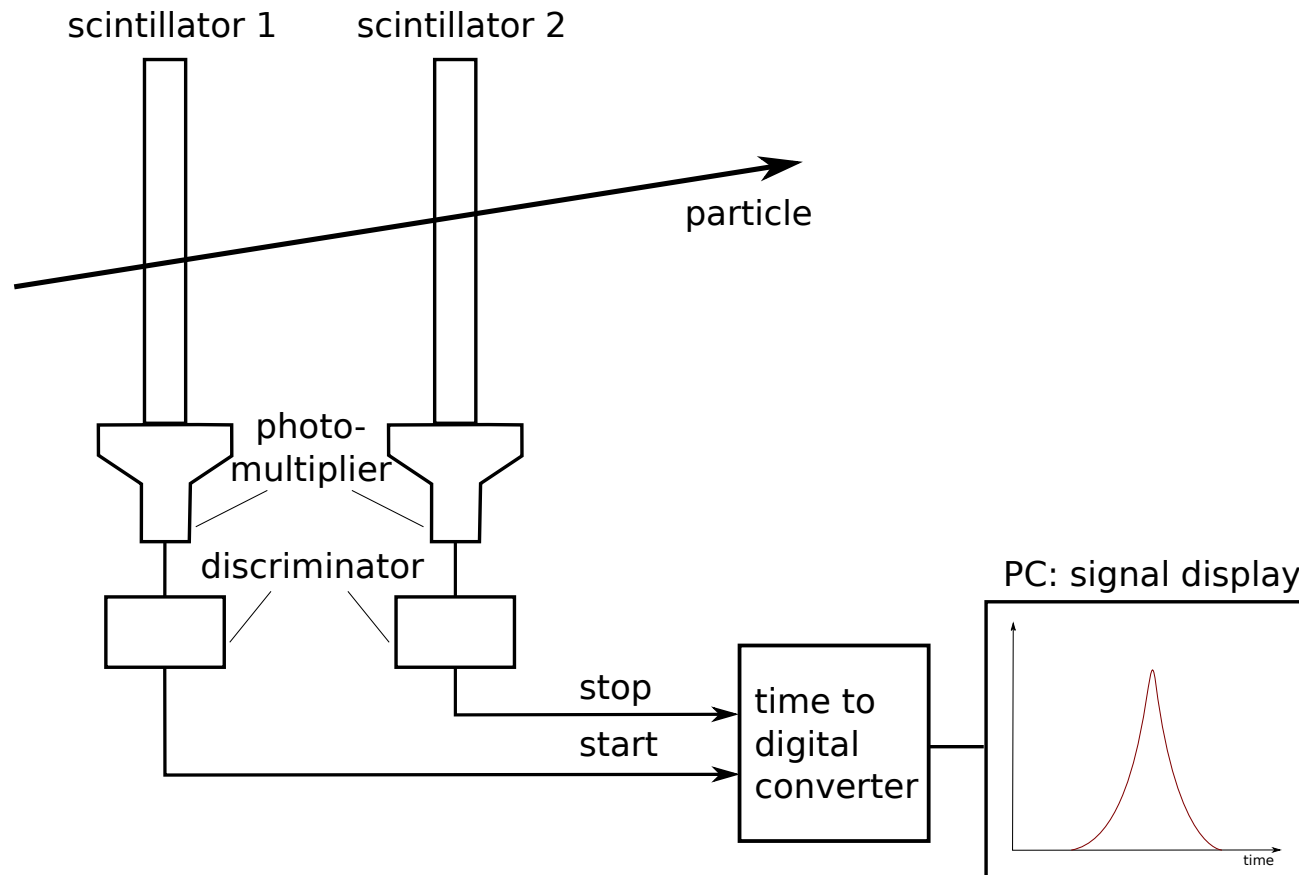 scintillator 1
scintillator 2
particle
photo-
multiplier
discriminator
PC: signal display
stop
start
time to
digital
converter
time